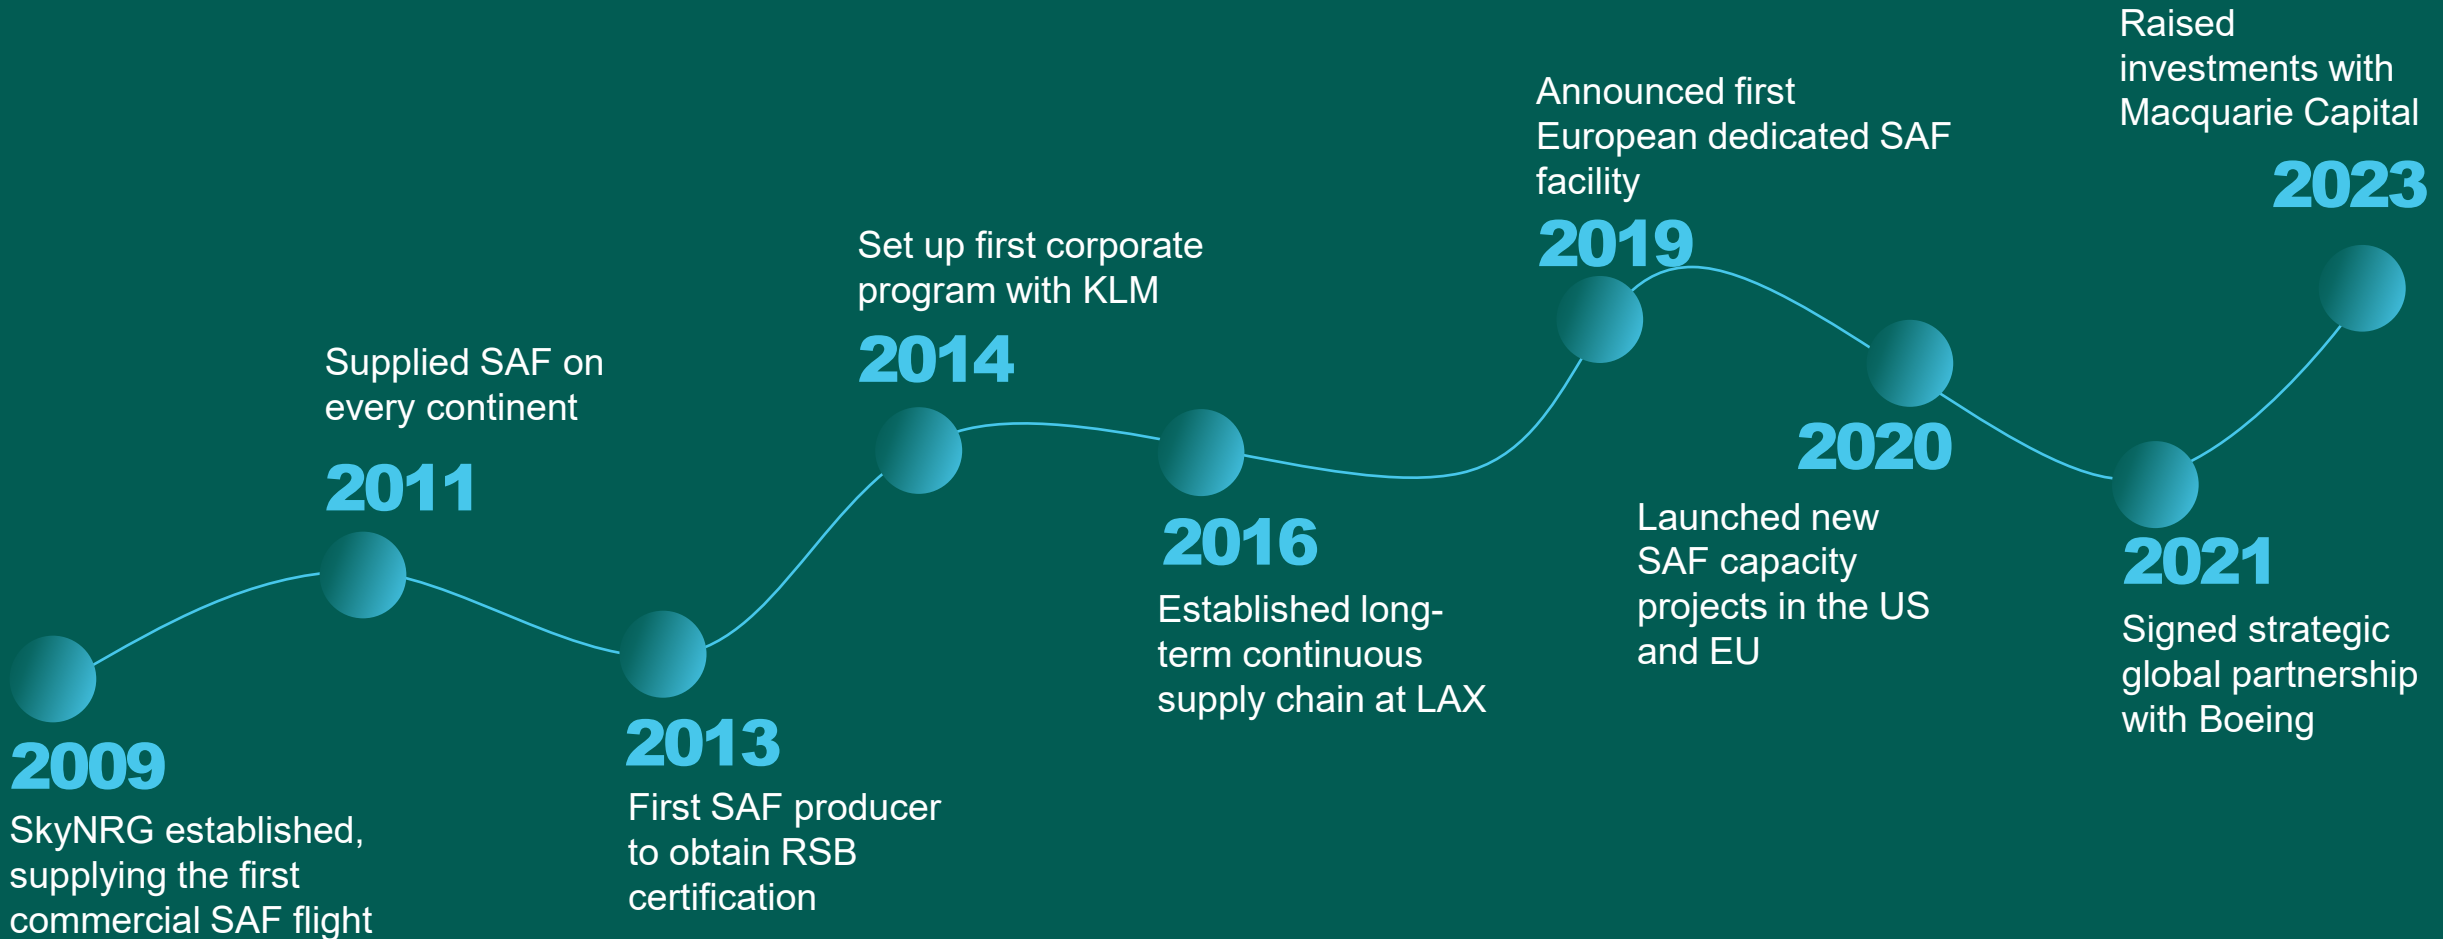 2009
SkyNRG established,
supplying the first
commercial SAF flight
Supplied SAF on
every continent
2011
2013
First SAF producer
to obtain RSB
certification
Set up first corporate
program with KLM
2014
2016
Established long-
term continuous
supply chain at LAX
Announced first
European dedicated SAF
facility
2019
2020
Launched new
SAF capacity
projects in the US
and EU
2021
Signed strategic
global partnership
with Boeing
Raised
investments with
Macquarie Capital
2023